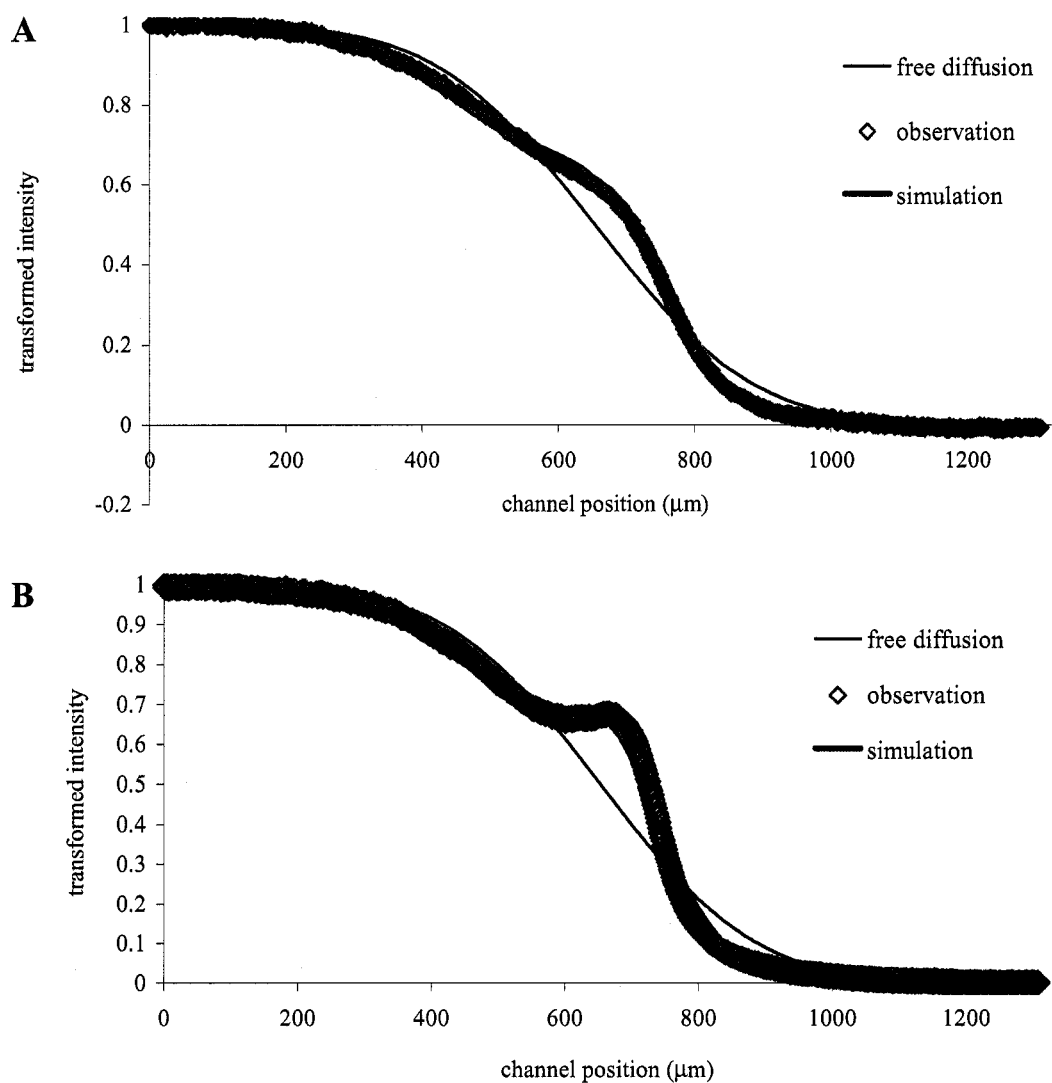 A
1
0.8
0.6
0.4
0.2
0
-0.2
transformed intensity
0 200 400 600 800 1000 1200
channel position (μm)
free diffusion
observation
simulation
B
1
0.9
0.8
0.7
0.6
0.5
0.4
0.3
0.2
0.1
0
transformed intensity
0 200 400 600 800 1000 1200
channel position (μm)
free diffusion
observation
simulation